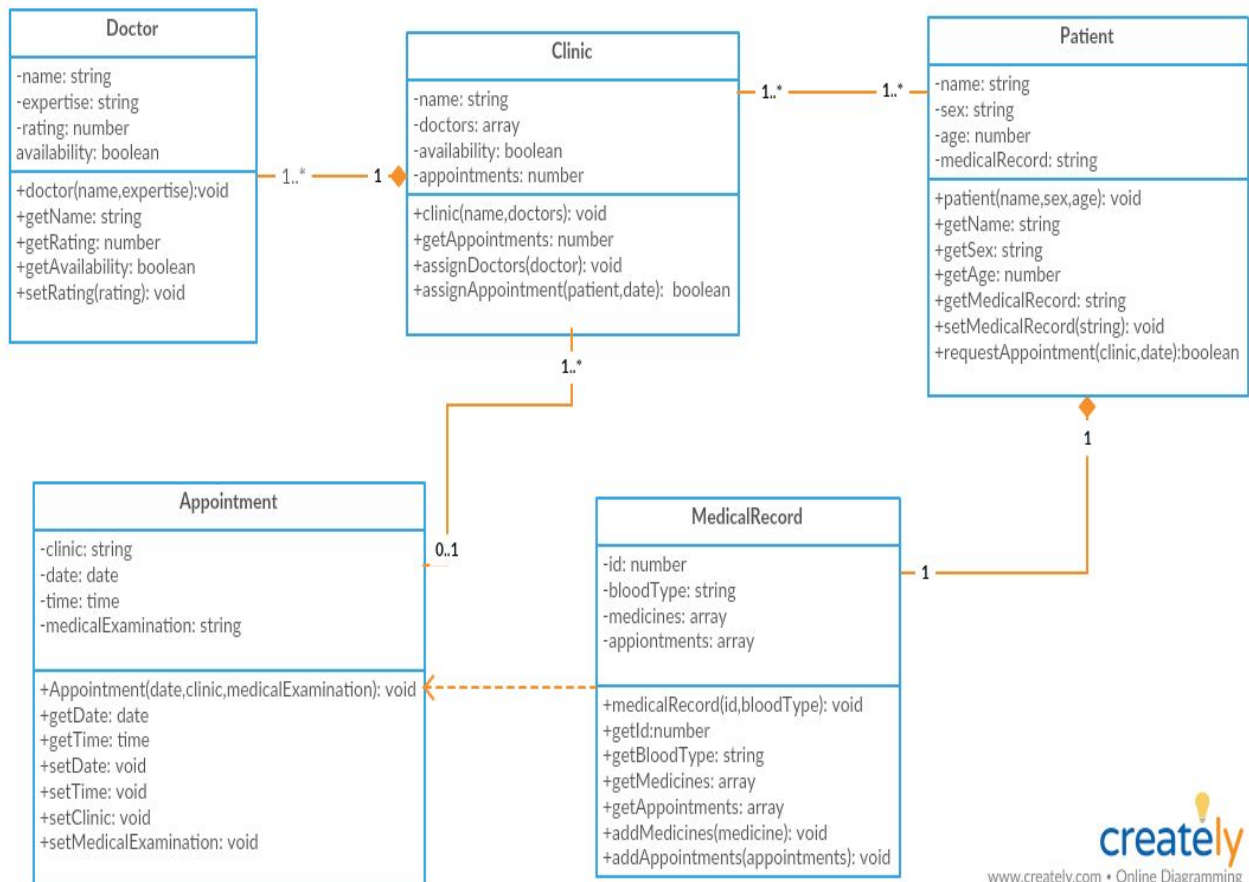 Doctor
-name: string
-expertise: string
-rating: number
availability: boolean
+doctor(name,expertise):void
+getName: string
+getRating: number
+getAvailability: boolean
+setRating(rating): void
1..*
1
Clinic
-name: string
-doctors: array
-availability: boolean
-appointments: number
+clinic(name,doctors): void
+getAppointments: number
+assignDoctors(doctor): void
+assignAppointment(patient,date): boolean
1..*
1..*
Patient
-name: string
-sex: string
-age: number
-medicalRecord: string
+patient(name,sex,age): void
+getName: string
+getSex: string
+getAge: number
+getMedicalRecord: string
+setMedicalRecord(string): void
+requestAppointment(clinic,date):boolean
1..*
0..1
1
1
Appointment
-clinic: string
-date: date
-time: time
-medicalExamination: string
+Appointment(date,clinic,medicalExamination): void
+getDate: date
+getTime: time
+setDate: void
+setTime: void
+setClinic: void
+setMedicalExamination: void
MedicalRecord
-id: number
-bloodType: string
-medicines: array
-appiontments: array
+medicalRecord(id,bloodType): void
+getId:number
+getBloodType: string
+getMedicines: array
+getAppointments: array
+addMedicines(medicine): void
+addAppointments(appointments): void
creately
www.creately.com • Online Diagramming